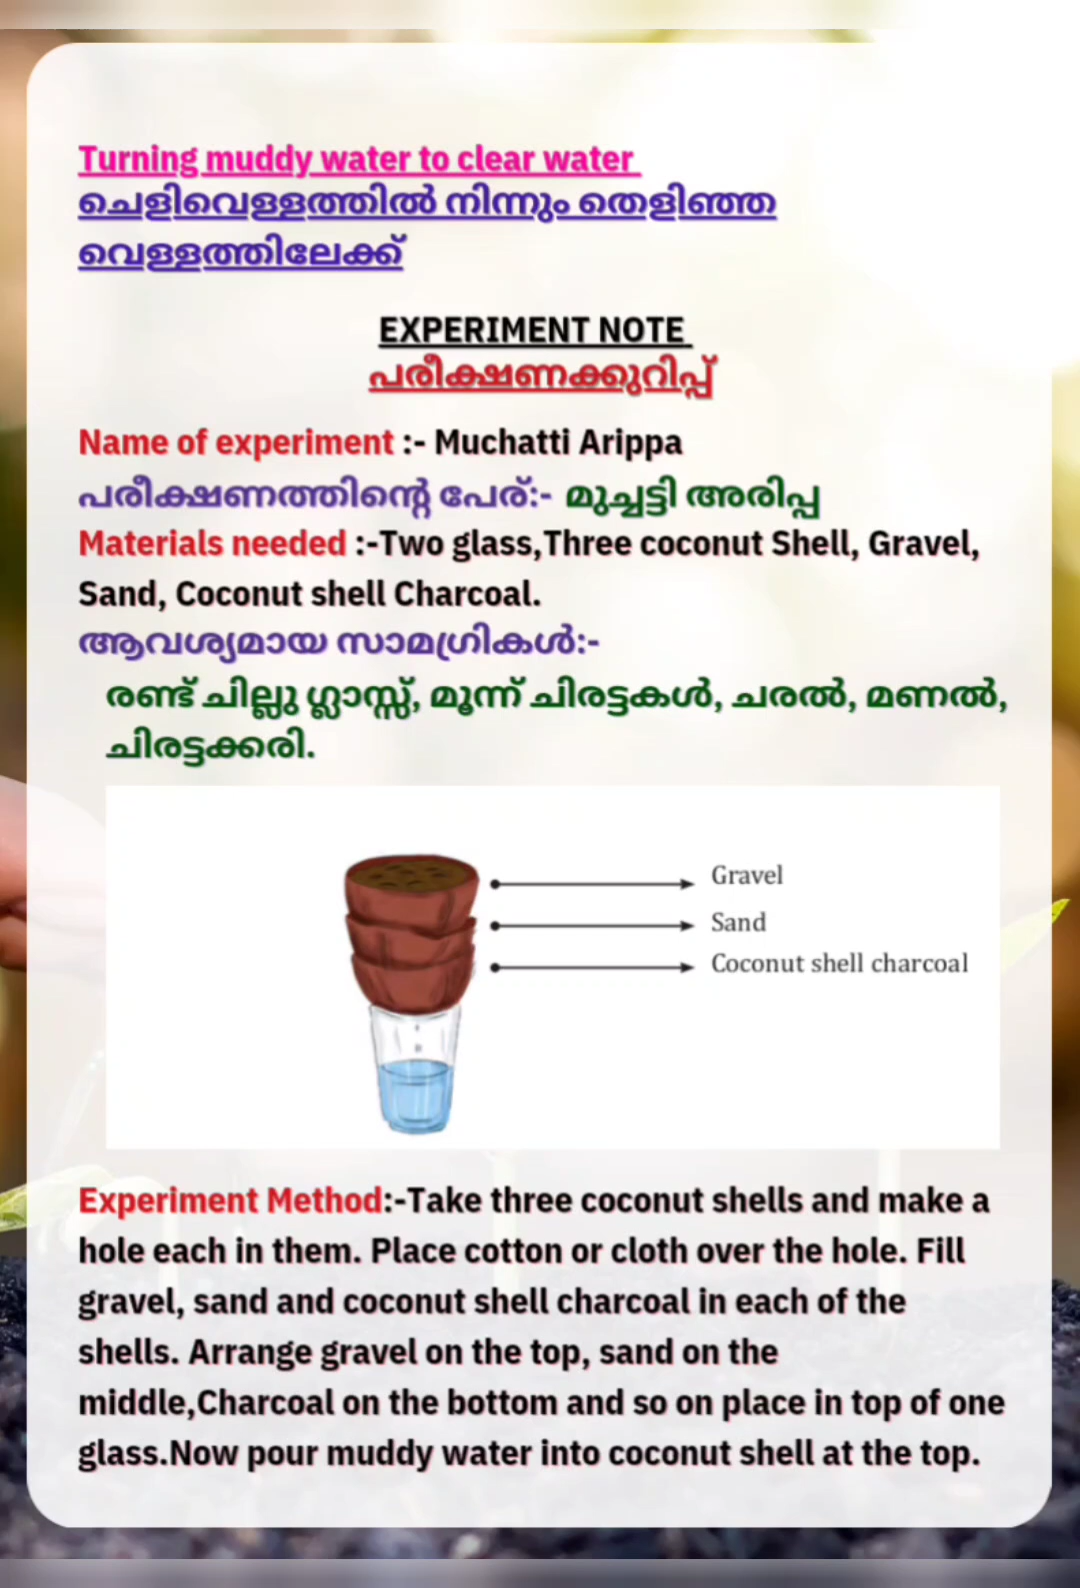 Turning muddy water to clear water
ചെളിവെള്ളത്തിൽ നിന്നും തെളിഞ്ഞ
വെള്ളത്തിലേക്ക്
EXPERIMENT NOTE
പരീക്ഷണക്കുറിപ്പ്
Name of experiment :- Muchatti Arippa
പരീക്ഷണത്തിന്റെ പേര്:- മുച്ചട്ടി അരിപ്പ
Materials needed :-Two glass,Three coconut Shell, Gravel,
Sand, Coconut shell Charcoal.
ആവശ്യമായ സാമഗ്രികൾ:-
രണ്ട് ചില്ലു ഗ്ലാസ്സ്, മൂന്ന് ചിരട്ടകൾ, ചരൽ, മണൽ,
ചിരട്ടക്കരി.
Gravel
Sand
Coconut shell charcoal
Experiment Method:-Take three coconut shells and make a
hole each in them. Place cotton or cloth over the hole. Fill
gravel, sand and coconut shell charcoal in each of the
shells. Arrange gravel on the top, sand on the
middle,Charcoal on the bottom and so on place in top of one
glass.Now pour muddy water into coconut shell at the top.